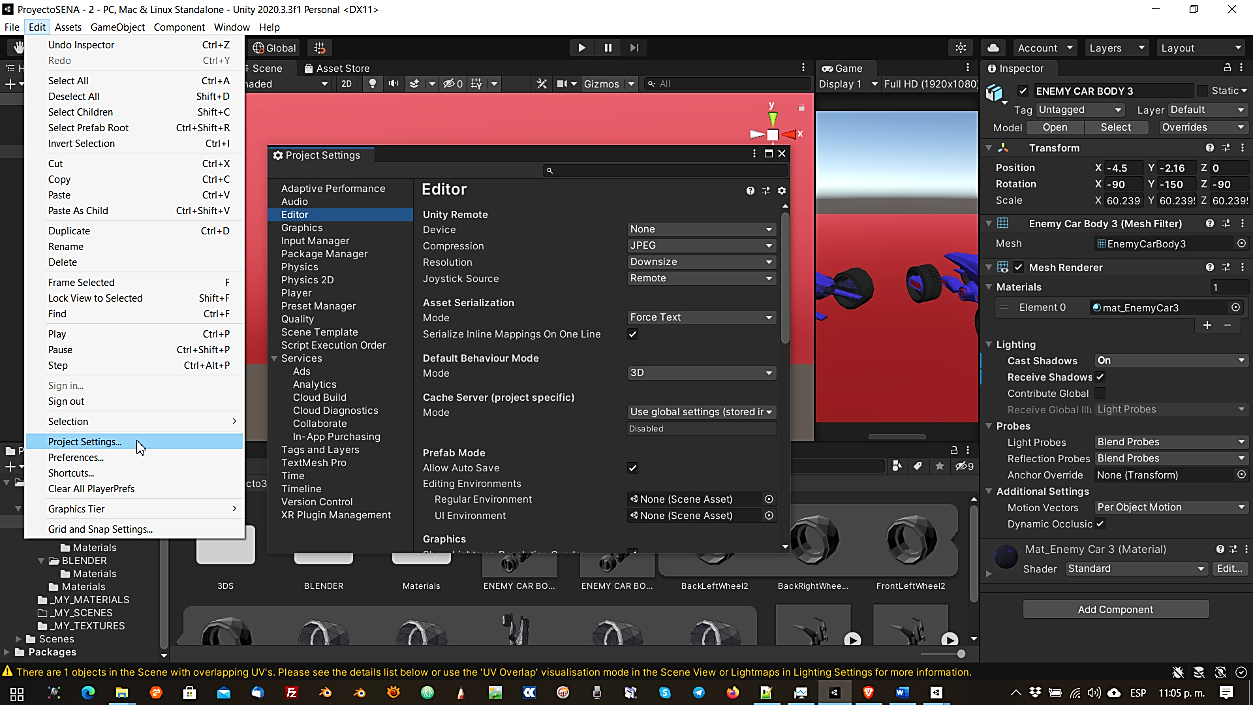 ProyectoSENA - 2 - PC, Mac & Linux Standalone - Unity 2020.3.3f1 Personal <DX11>
File Edit Assets GameObject Component Window Help
Undo Inspector Ctrl+Z
Redo Ctrl+Y
Select All Ctrl+A
Deselect All Shift+D
Select Children Shift+C
Select Prefab Root Ctrl+Shift+R
Invert Selection Ctrl+I
Cut Ctrl+X
Copy Ctrl+C
Paste Ctrl+V
Paste As Child Ctrl+Shift+V
Duplicate Ctrl+D
Rename
Delete
Frame Selected F
Lock View to Selected Shift+F
Find Ctrl+F
Play Ctrl+P
Pause Ctrl+Shift+P
Step Ctrl+Alt+P
Sign in...
Sign out
Selection
Project Settings...
Preferences...
Shortcuts...
Clear All PlayerPrefs
Graphics Tier
Grid and Snap Settings...
Global
Account Layers Layout
Scene Asset Store
2D 0 Gizmos All
y
x
Game
Display 1 Full HD (1920x1080)
Project Settings
Adaptive Performance
Audio
Editor
Graphics
Input Manager
Package Manager
Physics
Physics 2D
Player
Preset Manager
Quality
Scene Template
Script Execution Order
Services
Ads
Analytics
Cloud Build
Cloud Diagnostics
Collaborate
In-App Purchasing
Tags and Layers
TextMesh Pro
Time
Timeline
Version Control
XR Plugin Management
Editor
Unity Remote
Device None
Compression JPEG
Resolution Downsize
Joystick Source Remote
Asset Serialization
Mode Force Text
Serialize Inline Mappings On One Line
Default Behaviour Mode
Mode 3D
Cache Server (project specific)
Mode Use global settings (stored in
Disabled
Prefab Mode
Allow Auto Save
Editing Environments
Regular Environment None (Scene Asset)
UI Environment None (Scene Asset)
Graphics
Inspector
ENEMY CAR BODY 3 Static
Tag Untagged Layer Default
Model Open Select Overrides
Transform
Position X -4.5 Y -2.16 Z 0
Rotation X -90 Y -150 Z -90
Scale X 60.239 Y 60.239 Z 60.239
Enemy Car Body 3 (Mesh Filter)
Mesh EnemyCarBody3
Mesh Renderer
Materials 1
Element 0 mat_EnemyCar3
Lighting
Cast Shadows On
Receive Shadows
Contribute Global
Receive Global Illu Light Probes
Probes
Light Probes Blend Probes
Reflection Probes Blend Probes
Anchor Override None (Transform)
Additional Settings
Motion Vectors Per Object Motion
Dynamic Occlusic
Mat_Enemy Car 3 (Material)
Shader Standard Edit...
Add Component
9
Materials
BLENDER
Materials
Materials
_MY_MATERIALS
_MY_SCENES
_MY_TEXTURES
Scenes
Packages
3DS BLENDER Materials ENEMY CAR BO... ENEMY CAR BO... BackLeftWheel2 BackRightWhee... FrontLeftWheel2
There are 1 objects in the Scene with overlapping UV's. Please see the details list below or use the 'UV Overlap' visualisation mode in the Scene View or Lightmaps in Lighting Settings for more information.
ESP 11:05 p. m.